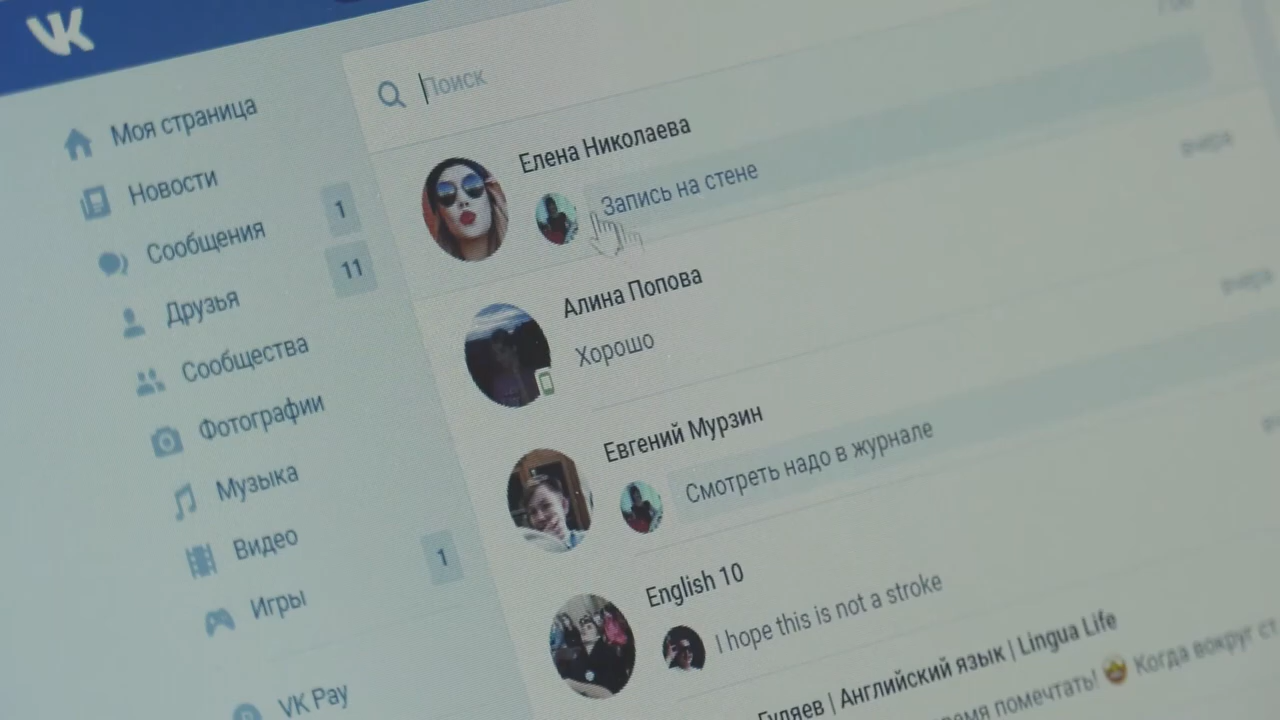 VK
Моя страница
Новости
Сообщения 1
Друзья 11
Сообщества
Фотографии
Музыка
Видео
Игры 1
VK Pay
Поиск
Елена Николаева
Запись на стене
вчера
Алина Попова
Хорошо
вчера
Евгений Мурзин
Смотреть надо в журнале
English 10
I hope this is not a stroke
Гуляев | Английский язык | Lingua Life
помечтать! 🤩 Когда вокруг